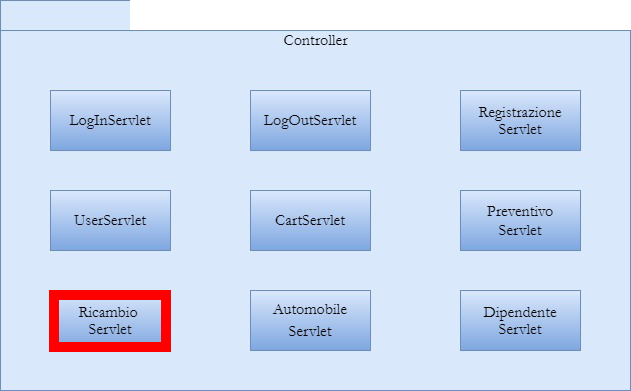 Controller
LogInServlet
LogOutServlet
Registrazione
Servlet
UserServlet
CartServlet
Preventivo
Servlet
Ricambio
Servlet
Automobile
Servlet
Dipendente
Servlet